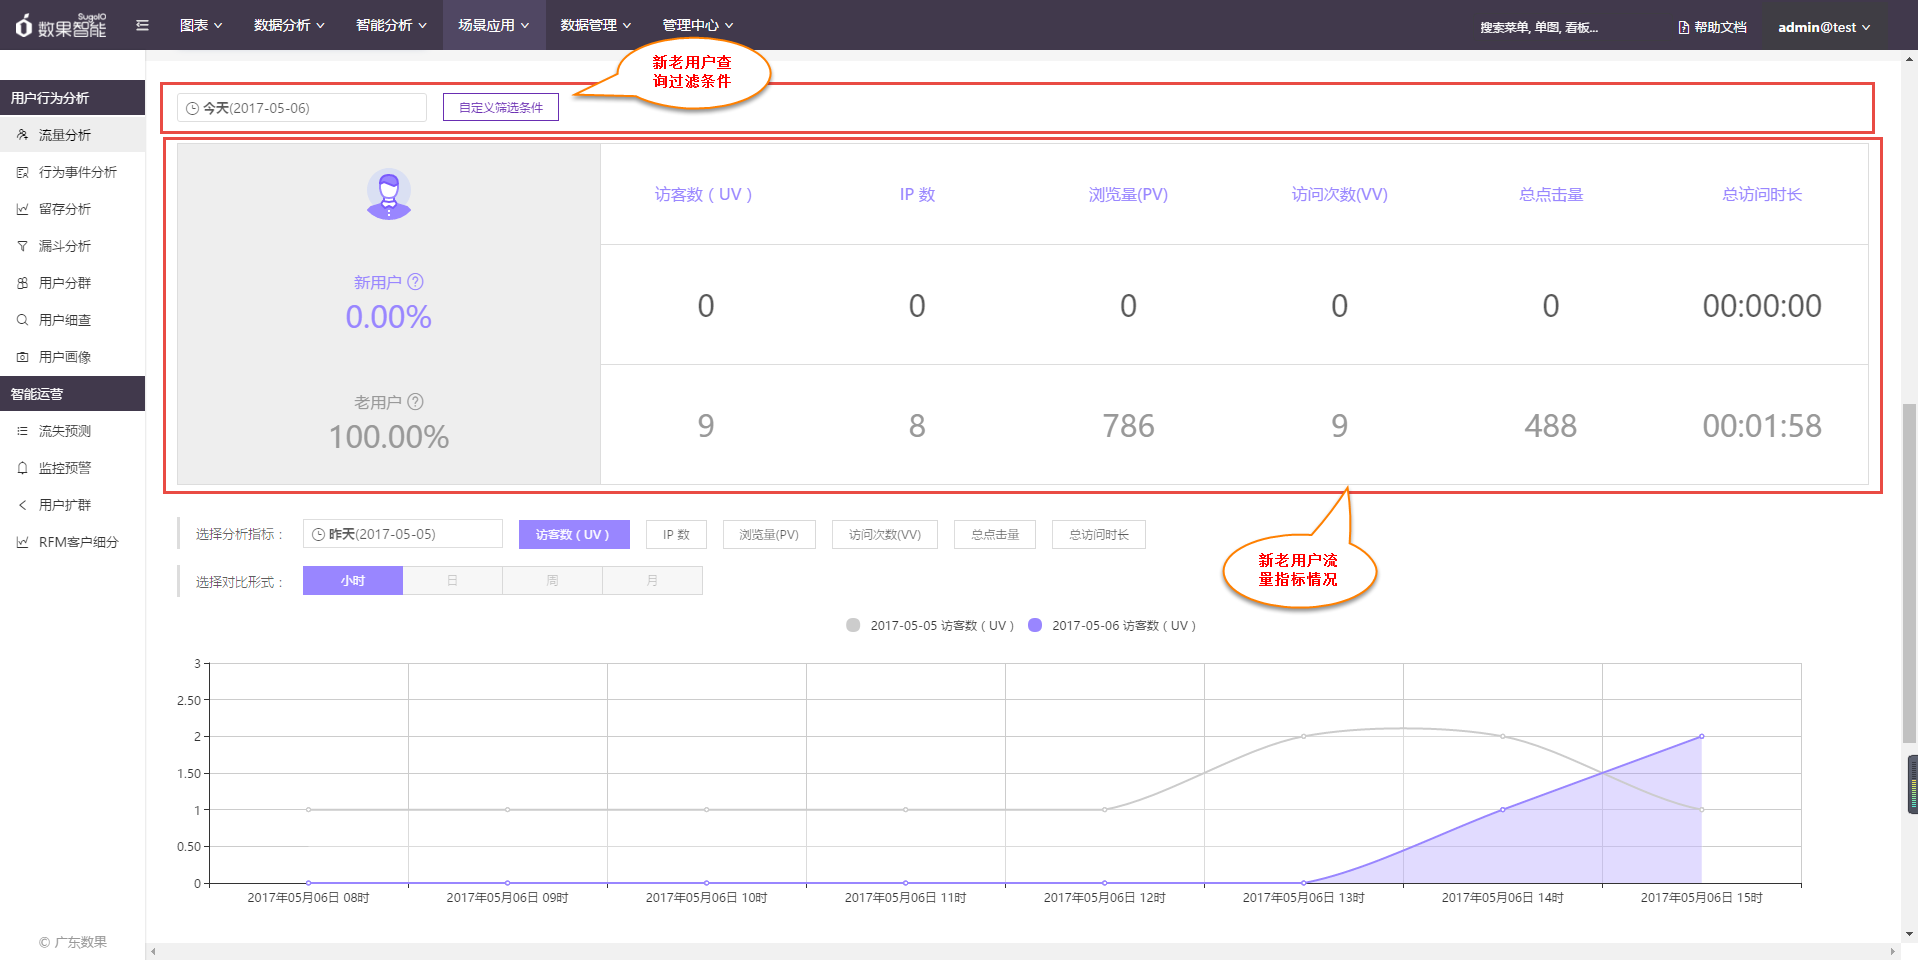 SugoIO
数果智能
图表
数据分析
智能分析
场景应用
数据管理
管理中心
搜索菜单, 单图, 看板...
帮助文档
admin@test
新老用户查
询过滤条件
用户行为分析
流量分析
行为事件分析
留存分析
漏斗分析
用户分群
用户细查
用户画像
智能运营
流失预测
监控预警
用户扩群
RFM客户细分
© 广东数果
今天(2017-05-06)
自定义筛选条件
访客数（UV）
IP 数
浏览量(PV)
访问次数(VV)
总点击量
总访问时长
新用户
0.00%
0
0
0
0
0
00:00:00
老用户
100.00%
9
8
786
9
488
00:01:58
新老用户流
量指标情况
选择分析指标：
昨天(2017-05-05)
访客数（UV）
IP 数
浏览量(PV)
访问次数(VV)
总点击量
总访问时长
选择对比形式：
小时
日
周
月
2017-05-05 访客数（UV）
2017-05-06 访客数（UV）
3
2.50
2
1.50
1
0.50
0
2017年05月06日 08时
2017年05月06日 09时
2017年05月06日 10时
2017年05月06日 11时
2017年05月06日 12时
2017年05月06日 13时
2017年05月06日 14时
2017年05月06日 15时